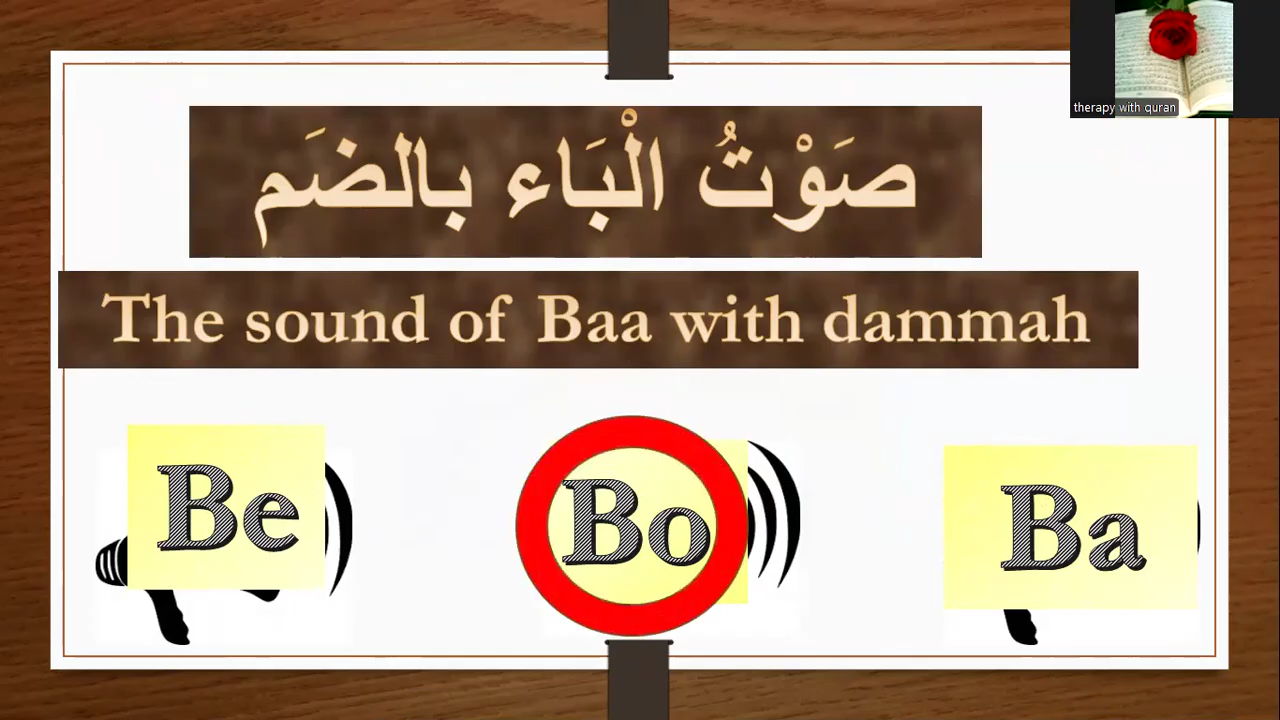 therapy with quran
صَوْتُ الْبَاء بالضَم
The sound of Baa with dammah
Be Bo Ba